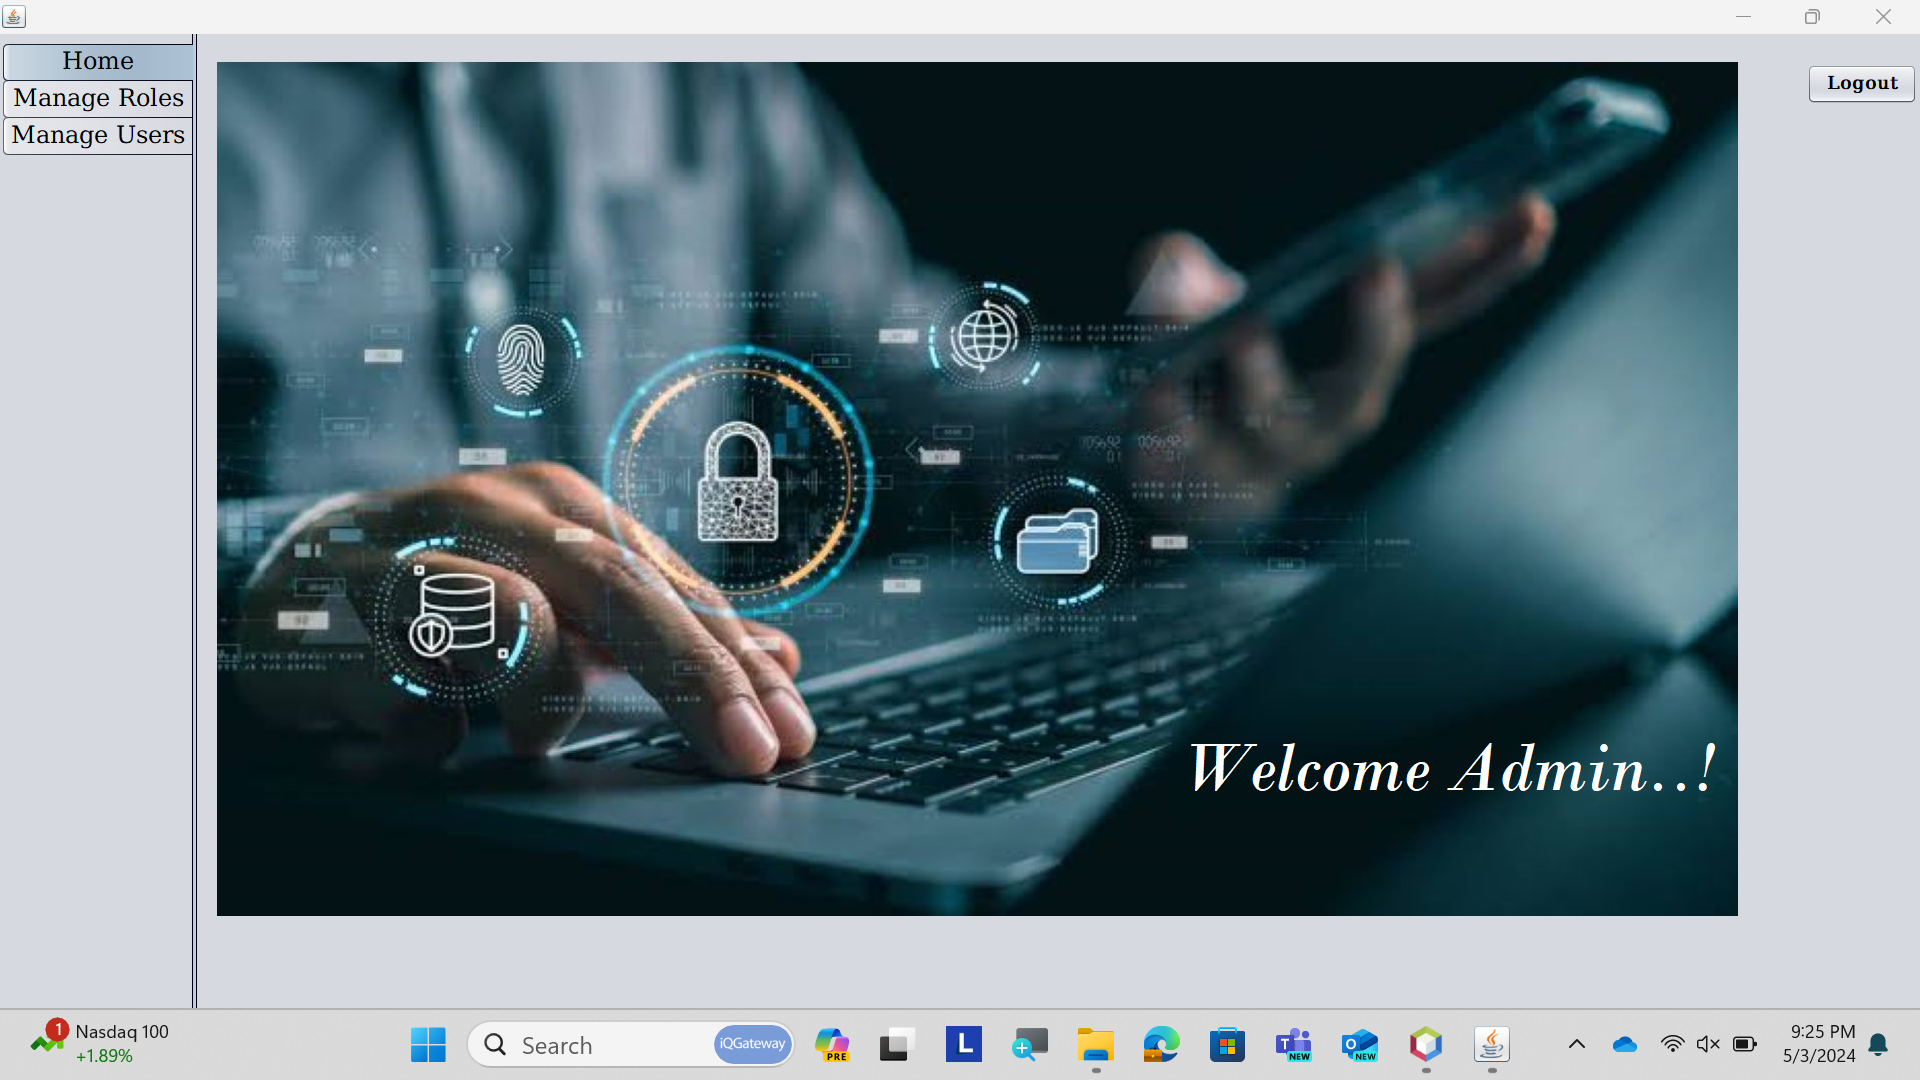 Home
Manage Roles
Manage Users
Logout
Welcome Admin..!
1
Nasdaq 100
+1.89%
Search
iQGateway
PRE
L
T
NEW
O
NEW
9:25 PM
5/3/2024